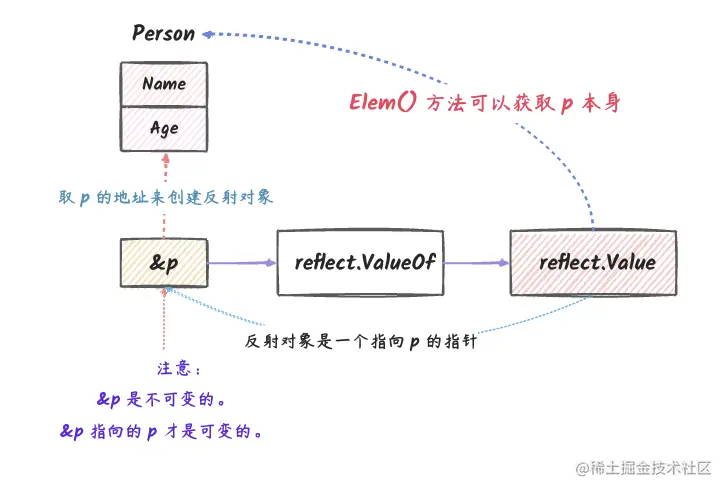 Person
Name
Age
Elem() 方法可以获取 p 本身
取 p 的地址来创建反射对象
&p
reflect.ValueOf
reflect.Value
反射对象是一个指向 p 的指针
注意：
&p 是不可变的。
&p 指向的 p 才是可变的。
@稀土掘金技术社区